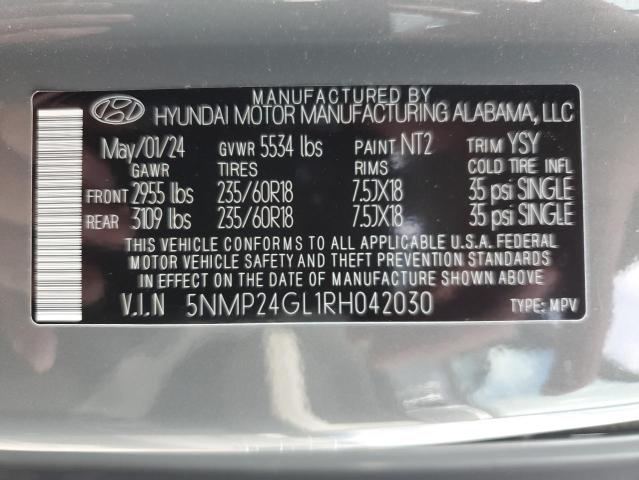 MANUFACTURED BY
HYUNDAI MOTOR MANUFACTURING ALABAMA, LLC
May/01/24 GVWR 5534 lbs PAINT NT2 TRIM YSY
GAWR TIRES RIMS COLD TIRE INFL
FRONT 2955 lbs 235/60R18 7.5JX18 35 psi SINGLE
REAR 3109 lbs 235/60R18 7.5JX18 35 psi SINGLE
THIS VEHICLE CONFORMS TO ALL APPLICABLE U.S.A. FEDERAL
MOTOR VEHICLE SAFETY AND THEFT PREVENTION STANDARDS
IN EFFECT ON THE DATE OF MANUFACTURE SHOWN ABOVE.
V.I.N 5NMP24GL1RH042030 TYPE: MPV